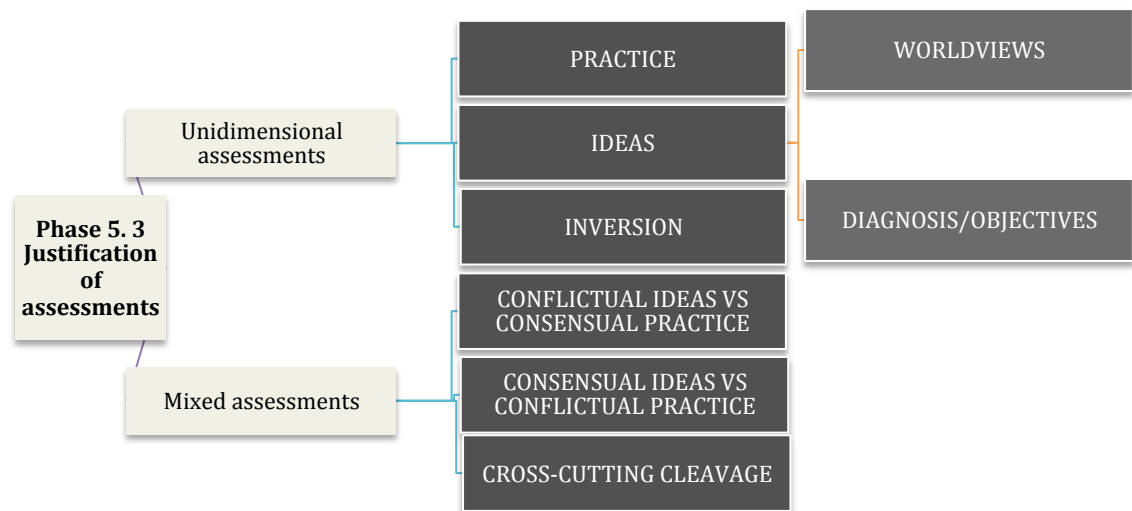 Phase 5. 3
Justification
of
assessments
Unidimensional
assessments
PRACTICE
IDEAS
WORLDVIEWS
DIAGNOSIS/OBJECTIVES
INVERSION
Mixed assessments
CONFLICTUAL IDEAS VS
CONSENSUAL PRACTICE
CONSENSUAL IDEAS VS
CONFLICTUAL PRACTICE
CROSS-CUTTING CLEAVAGE